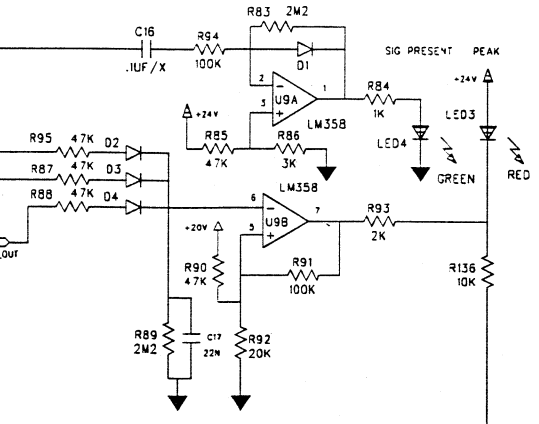 R83 2M2
C16
R94
.1UF/X
100K
D1
SIG PRESENT PEAK
+24V
2
1
U9A
3
+24V
R84
1K
LED3
LM358
R85
47K
R86
3K
LED4
GREEN
RED
R95 47K D2
R87 47K D3
R88 47K D4
LM358
6
7
U9B
+20V
5
R93
2K
_OUT
R90
47K
R91
100K
R136
10K
R89
2M2
C17
22N
R92
20K